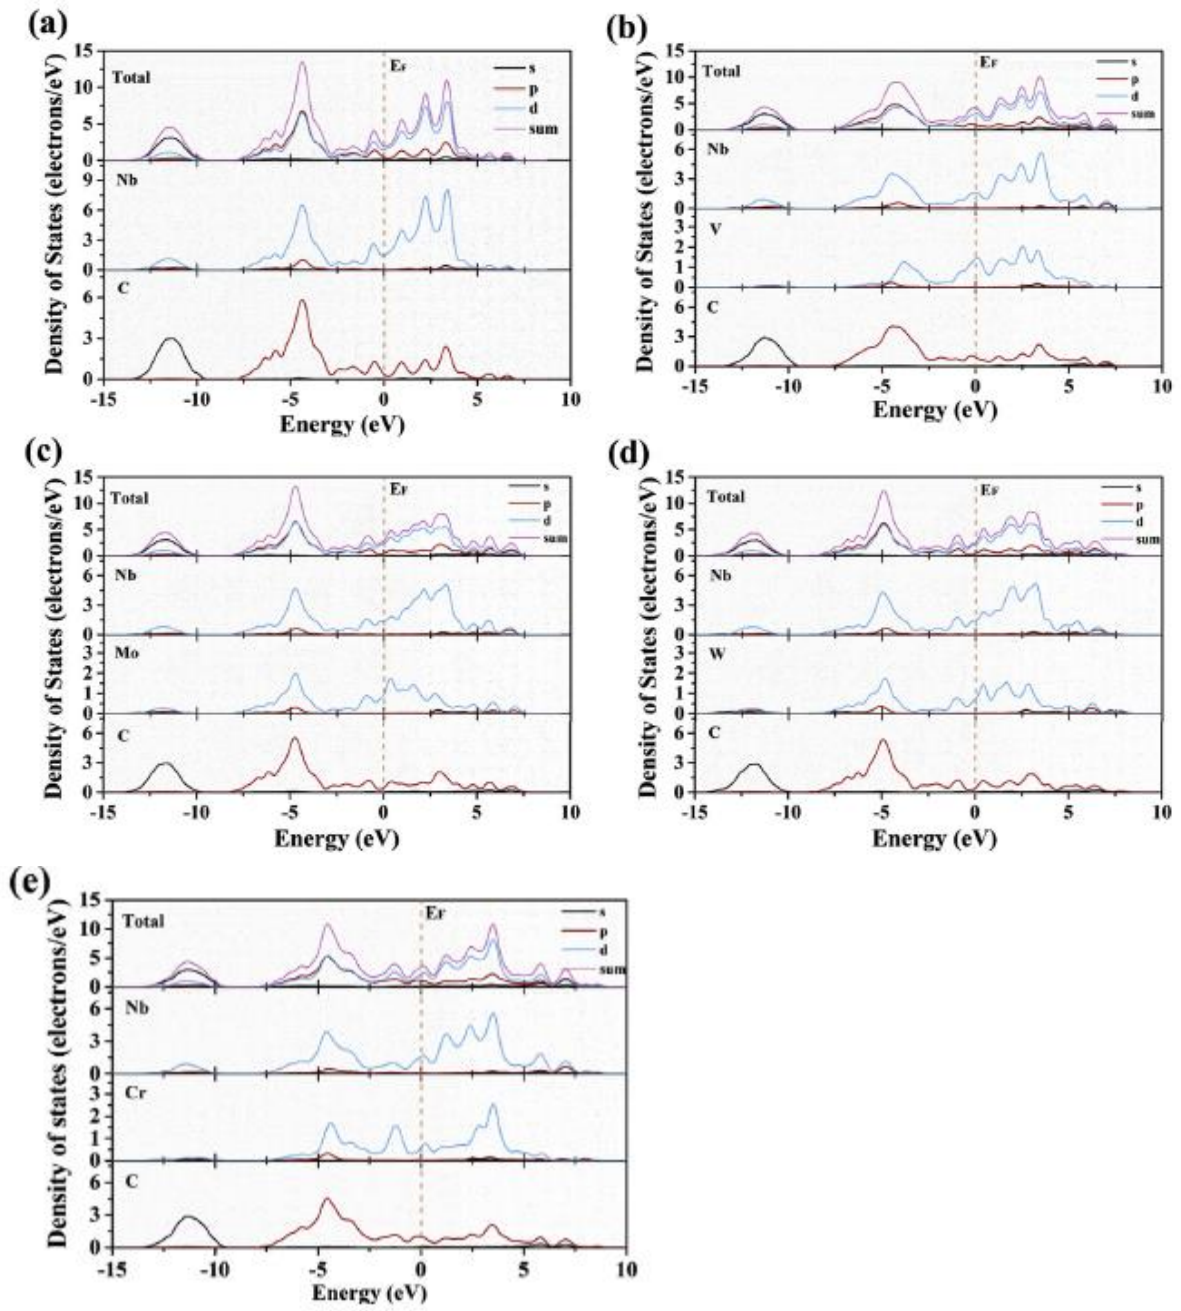 (a)
Density of States (electrons/eV)
15
10
5
0
Total
EF
s
p
d
sum
9
6
3
0
Nb
6
3
0
C
-15 -10 -5 0 5 10
Energy (eV)
(b)
Density of States (electrons/eV)
15
10
5
0
Total
EF
s
p
d
sum
6
3
0
Nb
3
2
1
0
V
6
3
0
C
-15 -10 -5 0 5 10
Energy (eV)
(c)
Density of States (electrons/eV)
15
10
5
0
Total
EF
s
p
d
sum
6
3
0
Nb
3
2
1
0
Mo
6
3
0
C
-15 -10 -5 0 5 10
Energy (eV)
(d)
Density of States (electrons/eV)
15
10
5
0
Total
EF
s
p
d
sum
6
3
0
Nb
3
2
1
0
W
6
3
0
C
-15 -10 -5 0 5 10
Energy (eV)
(e)
Density of states (electrons/eV)
15
10
5
0
Total
EF
s
p
d
sum
6
3
0
Nb
3
2
1
0
Cr
6
3
0
C
-15 -10 -5 0 5 10
Energy (eV)